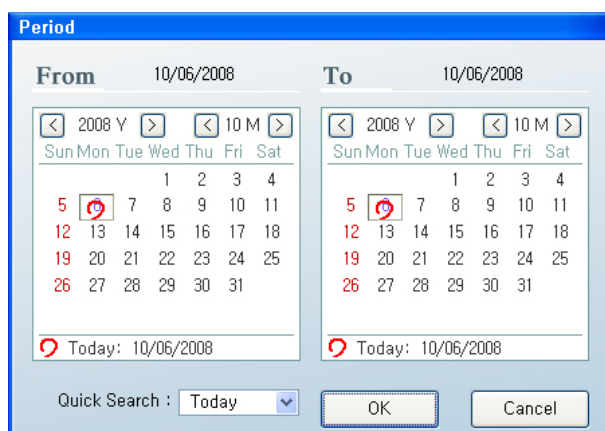 Period
From 10/06/2008
To 10/06/2008
< 2008 Y > < 10 M >
Sun Mon Tue Wed Thu Fri Sat
1 2 3 4
5 6 7 8 9 10 11
12 13 14 15 16 17 18
19 20 21 22 23 24 25
26 27 28 29 30 31
Today: 10/06/2008
< 2008 Y > < 10 M >
Sun Mon Tue Wed Thu Fri Sat
1 2 3 4
5 6 7 8 9 10 11
12 13 14 15 16 17 18
19 20 21 22 23 24 25
26 27 28 29 30 31
Today: 10/06/2008
Quick Search : Today
OK
Cancel